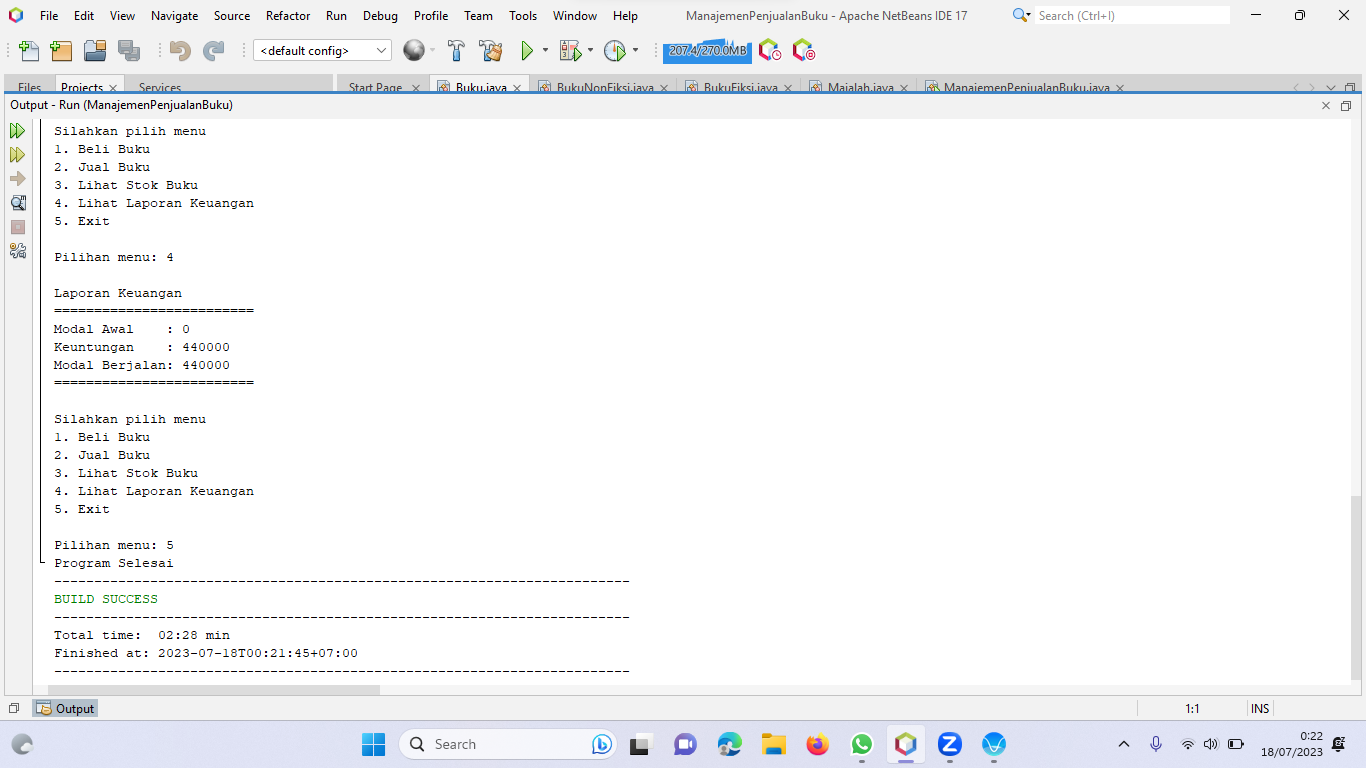 File Edit View Navigate Source Refactor Run Debug Profile Team Tools Window Help ManajemenPenjualanBuku - Apache NetBeans IDE 17 Search (Ctrl+I)
<default config> 207.4/270.0MB
Files Projects Services Start Page Buku.java BukuNonFiksi.java BukuFiksi.java Majalah.java ManajemenPenjualanBuku.java
Output - Run (ManajemenPenjualanBuku)
Silahkan pilih menu
1. Beli Buku
2. Jual Buku
3. Lihat Stok Buku
4. Lihat Laporan Keuangan
5. Exit
Pilihan menu: 4
Laporan Keuangan
=========================
Modal Awal    : 0
Keuntungan    : 440000
Modal Berjalan: 440000
=========================
Silahkan pilih menu
1. Beli Buku
2. Jual Buku
3. Lihat Stok Buku
4. Lihat Laporan Keuangan
5. Exit
Pilihan menu: 5
Program Selesai
------------------------------------------------------------------------
BUILD SUCCESS
------------------------------------------------------------------------
Total time:  02:28 min
Finished at: 2023-07-18T00:21:45+07:00
------------------------------------------------------------------------
Output 1:1 INS
Search 0:22
18/07/2023